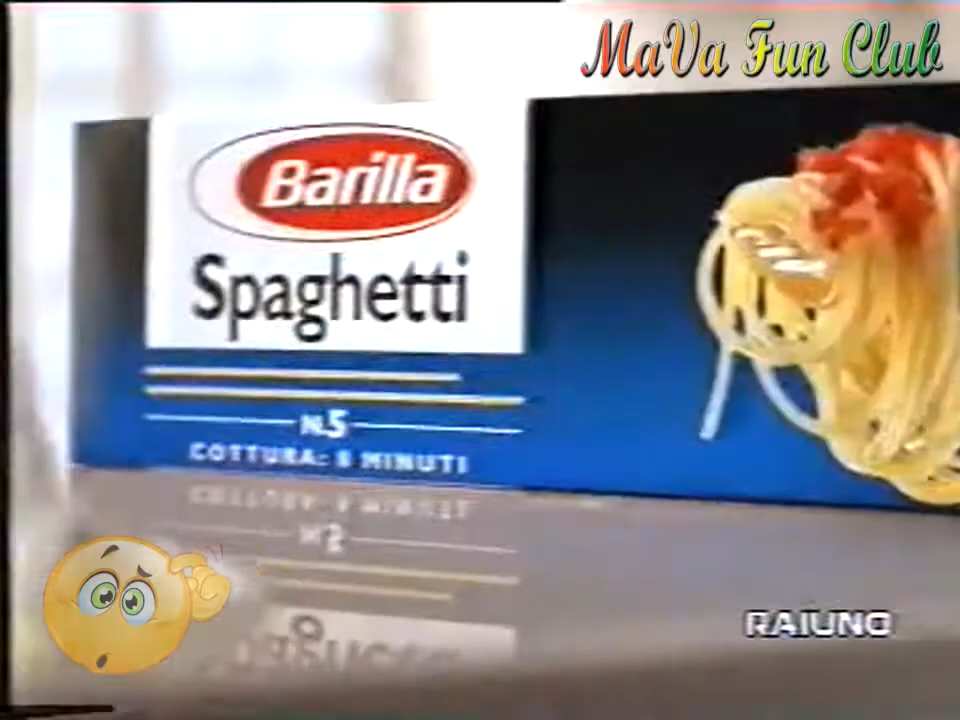 MaVa Fun Club
Barilla
Spaghetti
N.5
COTTURA: 8 MINUTI
RAIUNO